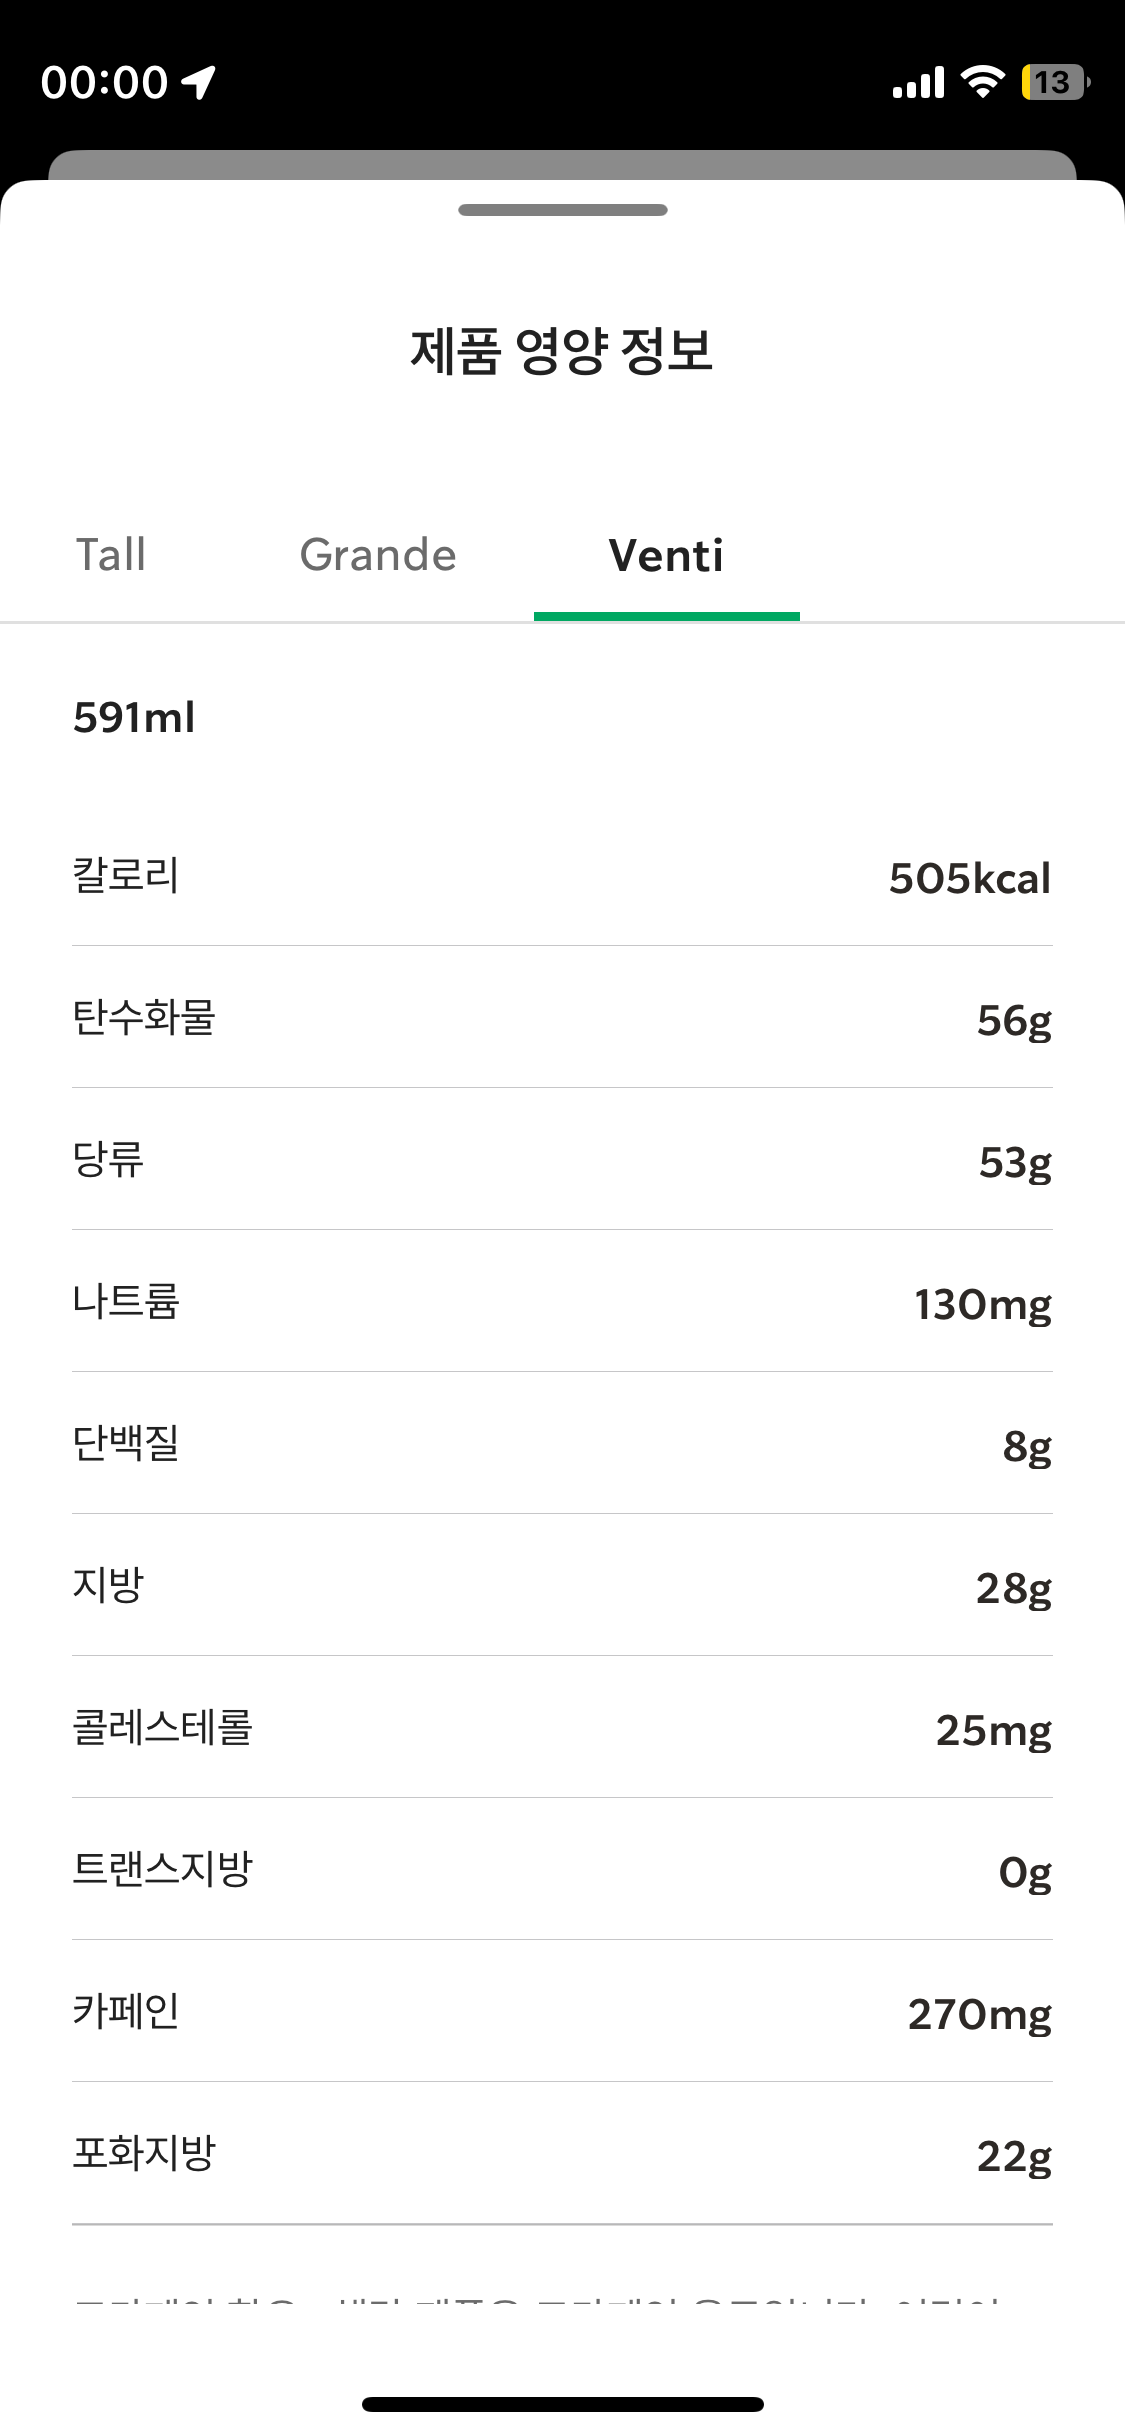 00:00
13
제품 영양 정보
Tall Grande Venti
591ml
칼로리 505kcal
탄수화물 56g
당류 53g
나트륨 130mg
단백질 8g
지방 28g
콜레스테롤 25mg
트랜스지방 0g
카페인 270mg
포화지방 22g